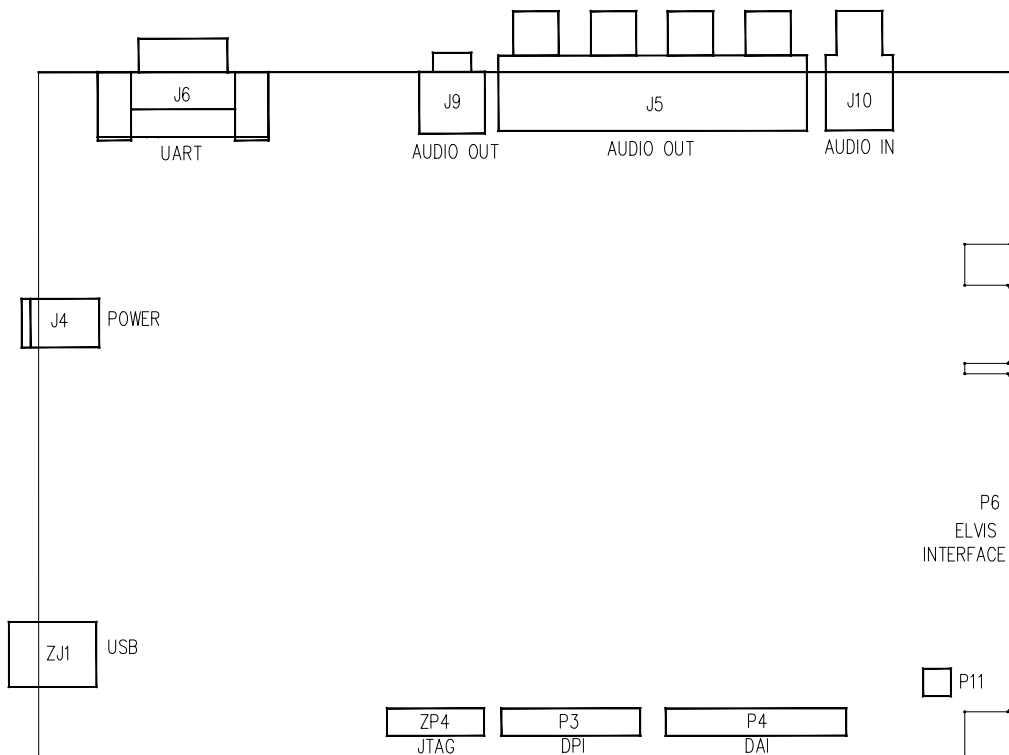 J6
J9
J5
J10
UART
AUDIO OUT
AUDIO OUT
AUDIO IN
J4
POWER
P6
ELVIS
INTERFACE
ZJ1
USB
P11
ZP4
P3
P4
JTAG
DPI
DAI